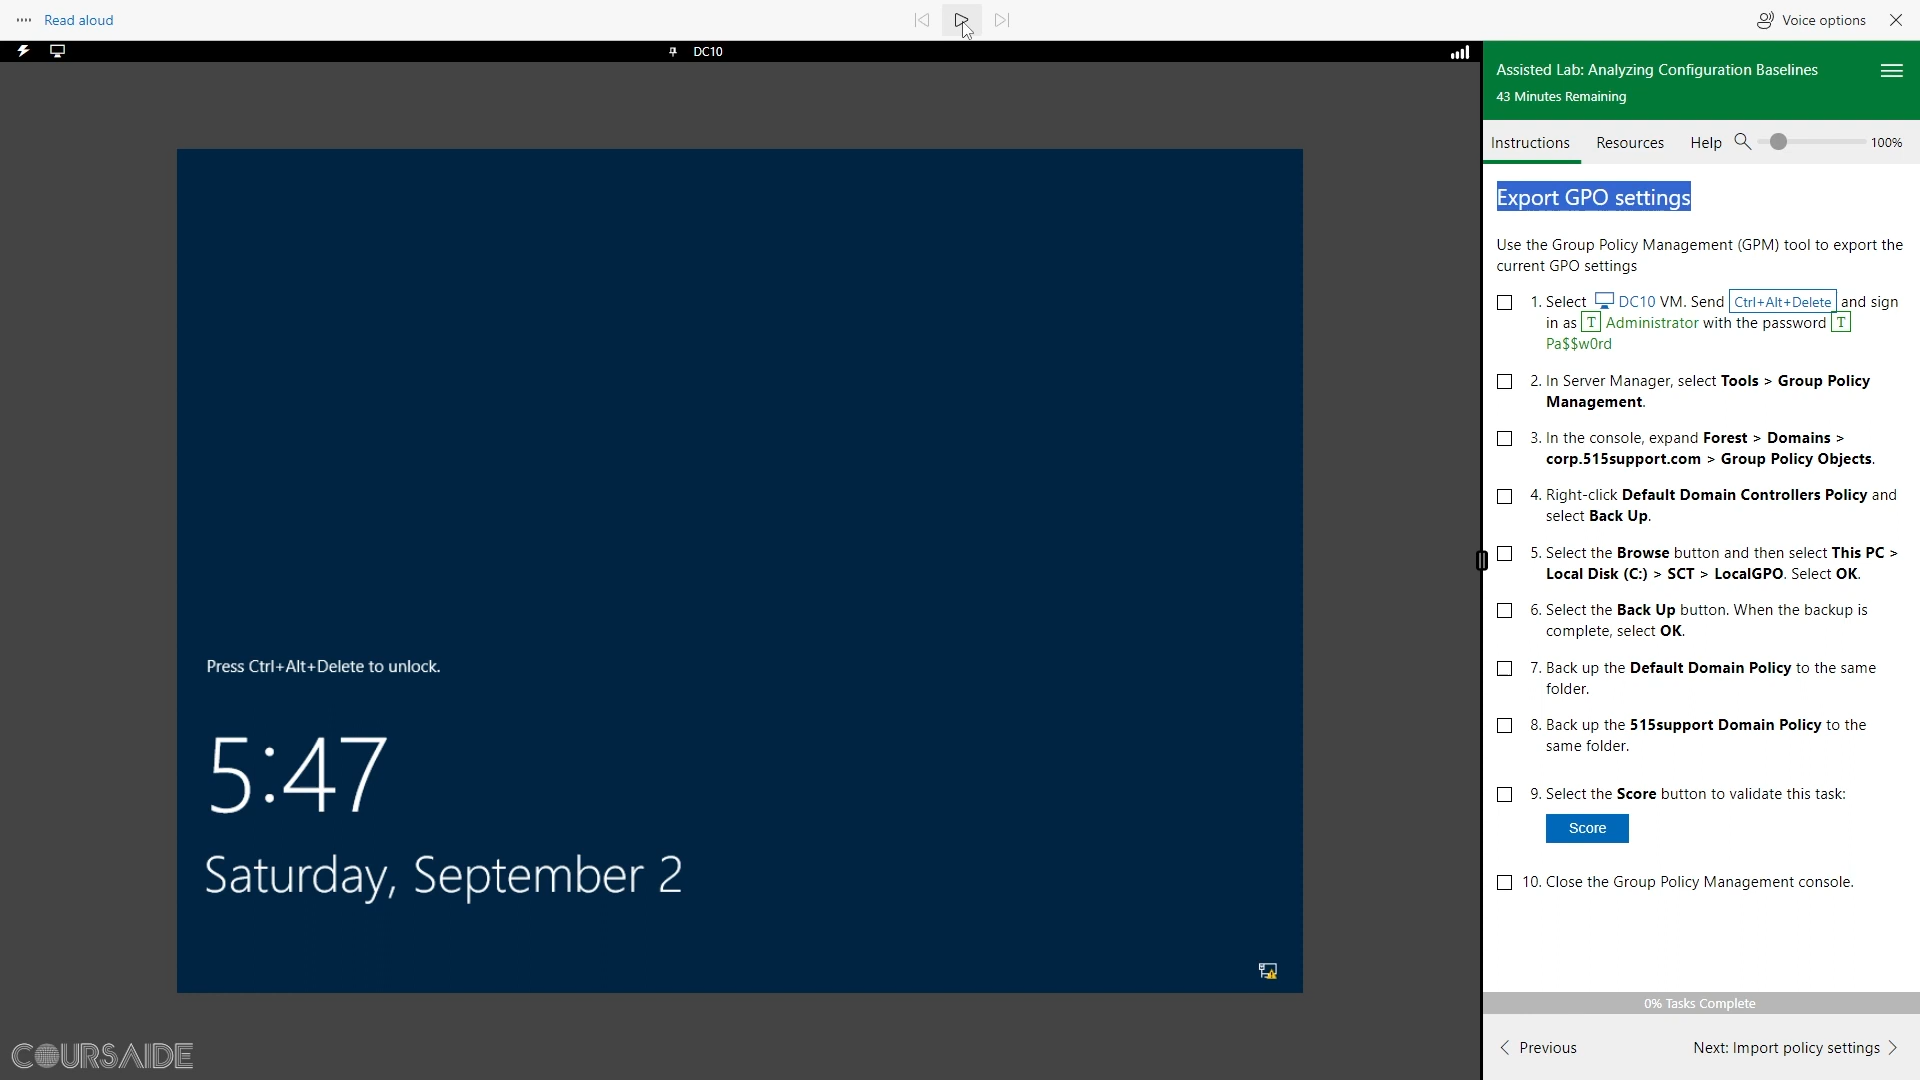 Read aloud
Voice options
DC10
Assisted Lab: Analyzing Configuration Baselines
43 Minutes Remaining
Instructions Resources Help 100%
Export GPO settings
Use the Group Policy Management (GPM) tool to export the
current GPO settings
1. Select DC10 VM. Send Ctrl+Alt+Delete and sign
in as T Administrator with the password T
Pa$$w0rd
2. In Server Manager, select Tools > Group Policy
Management.
3. In the console, expand Forest > Domains >
corp.515support.com > Group Policy Objects.
4. Right-click Default Domain Controllers Policy and
select Back Up.
5. Select the Browse button and then select This PC >
Local Disk (C:) > SCT > LocalGPO. Select OK.
6. Select the Back Up button. When the backup is
complete, select OK.
7. Back up the Default Domain Policy to the same
folder.
8. Back up the 515support Domain Policy to the
same folder.
9. Select the Score button to validate this task:
Score
10. Close the Group Policy Management console.
0% Tasks Complete
Previous
Next: Import policy settings
Press Ctrl+Alt+Delete to unlock.
5:47
Saturday, September 2
COURSAIDE